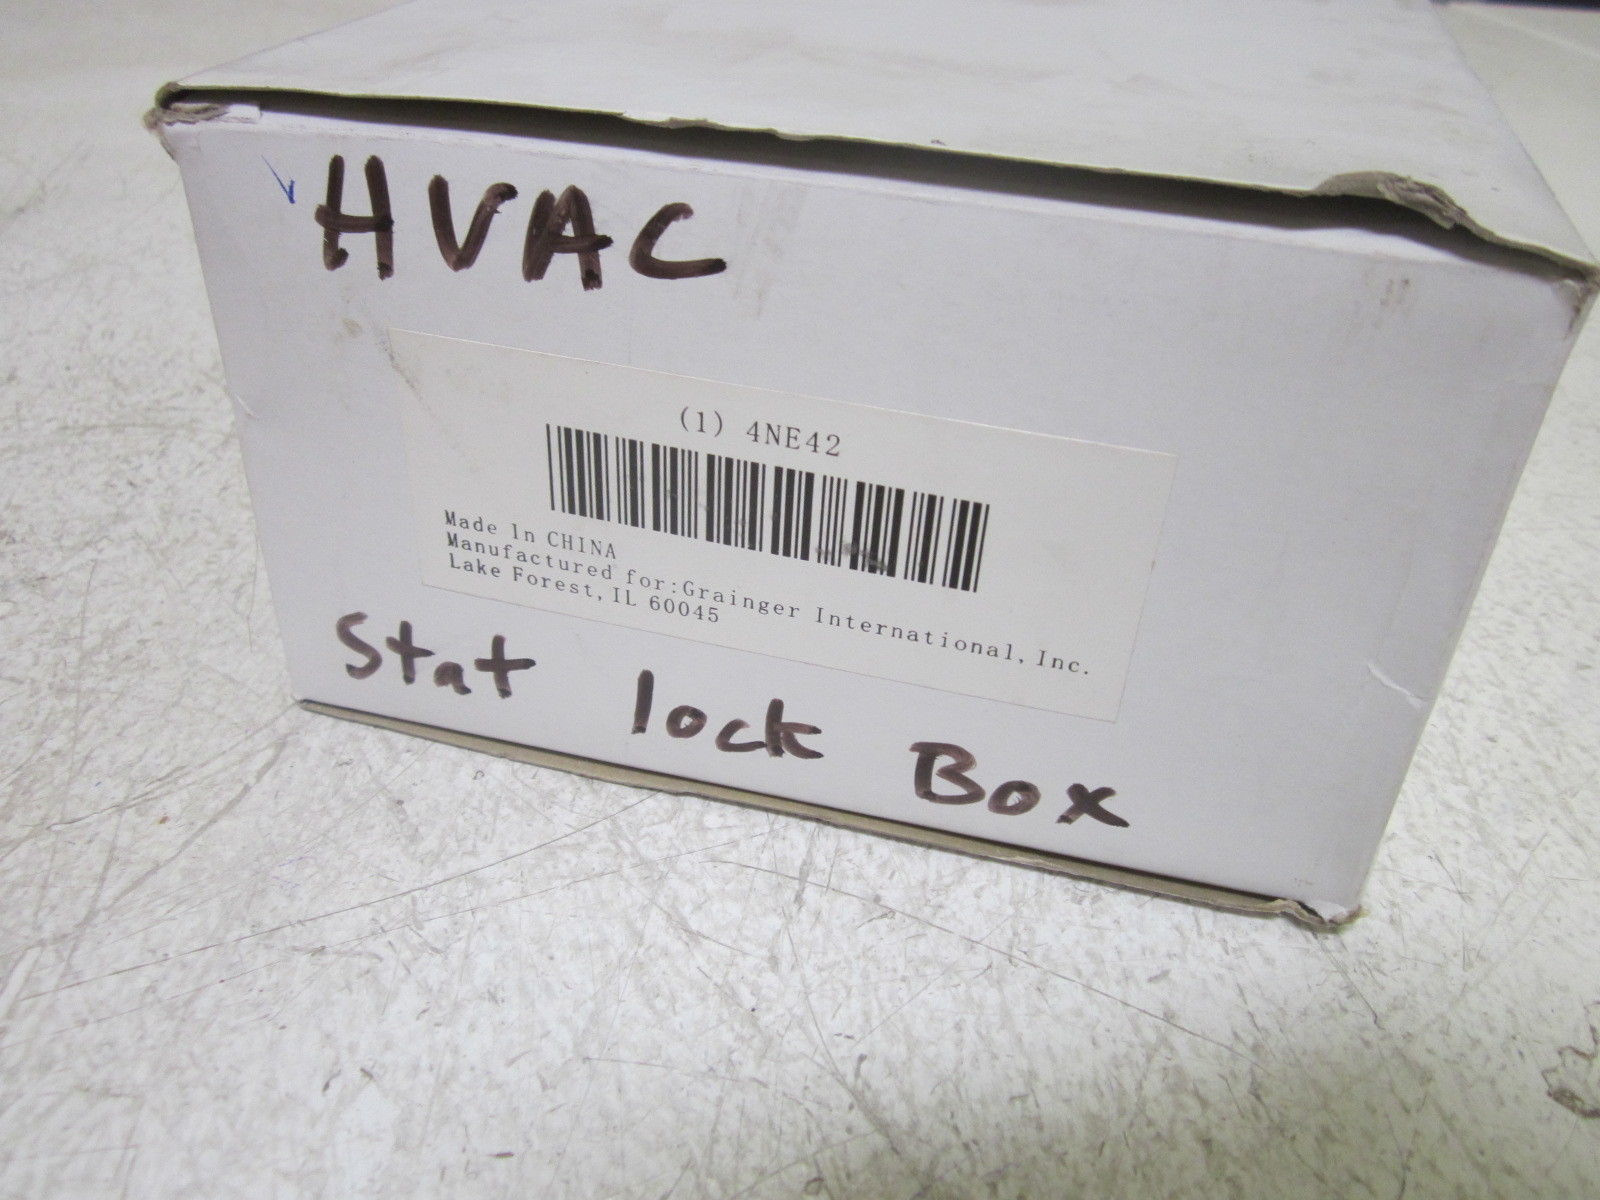 HVAC
(1) 4NE42
Made In CHINA
Manufactured for:Grainger International, Inc.
Lake Forest, IL 60045
Stat lock Box